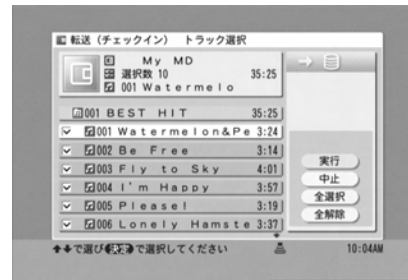 転送（チェックイン） トラック選択
My MD
選択数 10 35:25
001 Watermelo
001 BEST HIT 35:25
001 Watermelon&Pe 3:24
002 Be Free 3:14
003 Fly to Sky 4:01
004 I'm Happy 3:57
005 Please! 3:19
006 Lonely Hamste 3:37
実行
中止
全選択
全解除
↑↓で選び決定で選択してください 10:04AM